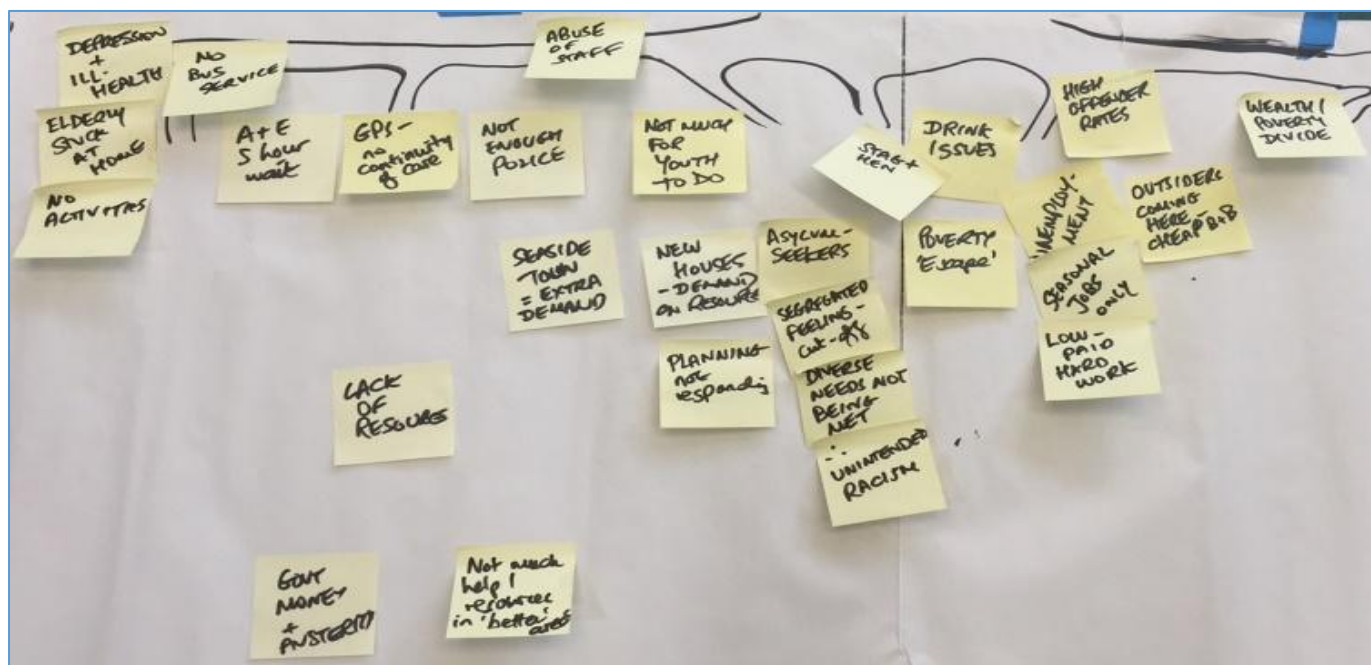 DEPRESSION
+
ILL-
HEALTH
NO
BUS
SERVICE
ELDERLY
STUCK
AT
HOME
NO
ACTIVITIES
A+E
5 hour
wait
GPs –
no
continuity
of care
ABUSE
OF
STAFF
NOT
ENOUGH
POLICE
NOT MUCH
FOR
YOUTH
TO DO
STAG +
HEN
DRINK
ISSUES
HIGH
OFFENDER
RATES
WEALTH /
POVERTY
DIVIDE
SEASIDE
TOWN
= EXTRA
DEMAND
NEW
HOUSES
– DEMAND
ON RESOURCE
PLANNING
not
responding
ASYLUM-
SEEKERS
SEGREGATED
FEELING –
cut-off
DIVERSE
NEEDS NOT
BEING
MET
∴
UNINTENDED
RACISM
POVERTY
'Escape'
UNEMPLOY-
MENT
SEASONAL
JOBS
ONLY
LOW-
PAID
HARD
WORK
OUTSIDERS
COMING
HERE –
CHEAP B+B
LACK
OF
RESOURCES
GOVT
MONEY
+
AUSTERITY
Not much
help /
resources
in 'better'
areas